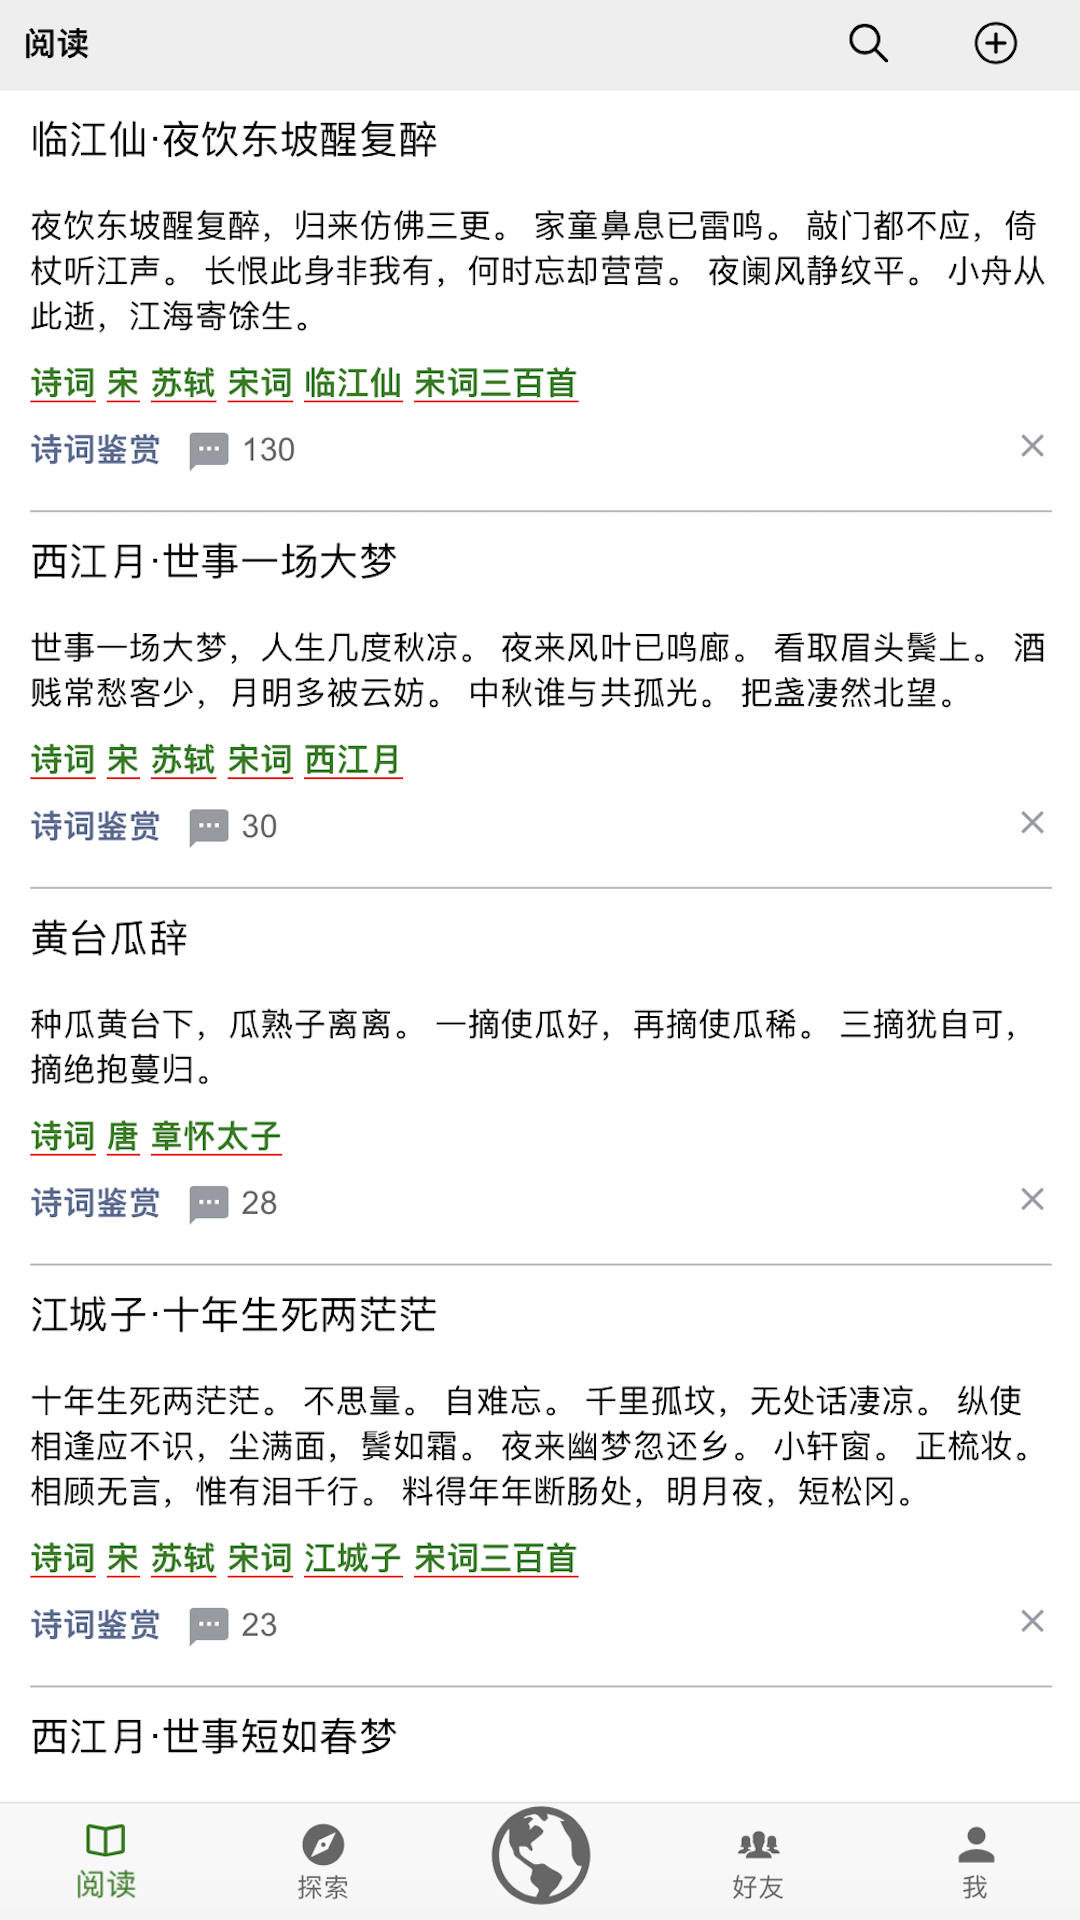 阅读
临江仙·夜饮东坡醒复醉
夜饮东坡醒复醉，归来仿佛三更。 家童鼻息已雷鸣。 敲门都不应，倚
杖听江声。 长恨此身非我有，何时忘却营营。 夜阑风静纹平。 小舟从
此逝，江海寄馀生。
诗词 宋 苏轼 宋词 临江仙 宋词三百首
诗词鉴赏 130
西江月·世事一场大梦
世事一场大梦，人生几度秋凉。 夜来风叶已鸣廊。 看取眉头鬓上。 酒
贱常愁客少，月明多被云妨。 中秋谁与共孤光。 把盏凄然北望。
诗词 宋 苏轼 宋词 西江月
诗词鉴赏 30
黄台瓜辞
种瓜黄台下，瓜熟子离离。 一摘使瓜好，再摘使瓜稀。 三摘犹自可，
摘绝抱蔓归。
诗词 唐 章怀太子
诗词鉴赏 28
江城子·十年生死两茫茫
十年生死两茫茫。 不思量。 自难忘。 千里孤坟，无处话凄凉。 纵使
相逢应不识，尘满面，鬓如霜。 夜来幽梦忽还乡。 小轩窗。 正梳妆。
相顾无言，惟有泪千行。 料得年年断肠处，明月夜，短松冈。
诗词 宋 苏轼 宋词 江城子 宋词三百首
诗词鉴赏 23
西江月·世事短如春梦
阅读 探索 好友 我